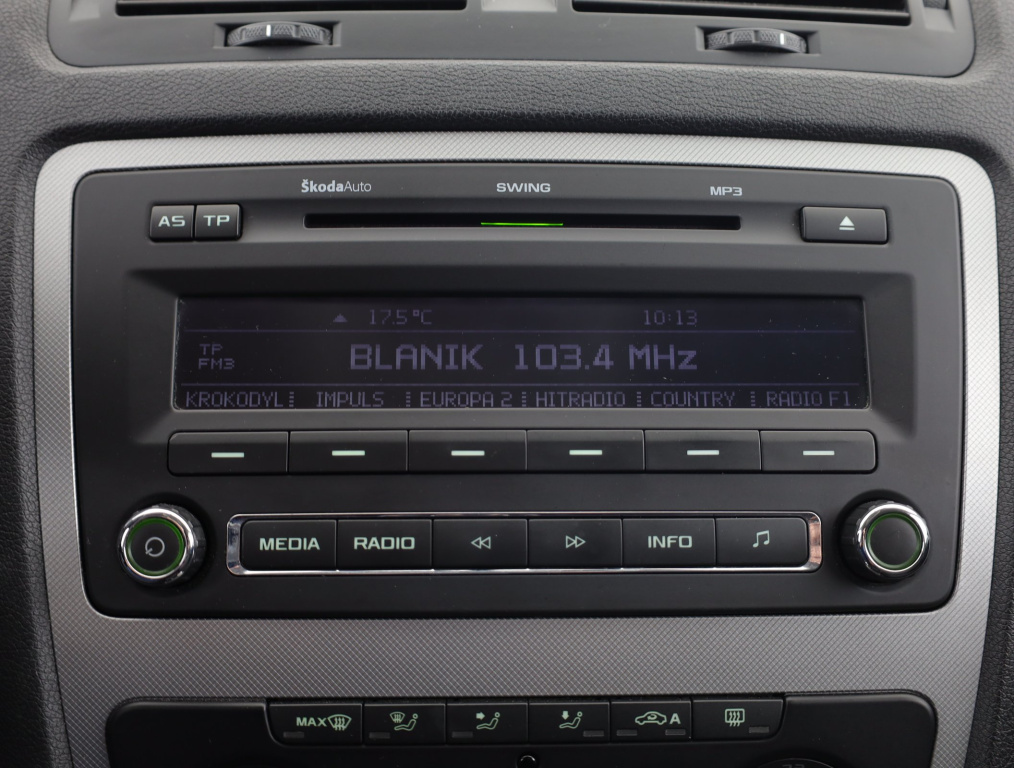 ŠkodaAuto SWING MP3
AS TP
17.5°C 10:13
TP
FM3
BLANIK 103.4 MHz
KROKODYL IMPULS EUROPA 2 HITRADIO COUNTRY RADIO F1.
MEDIA RADIO INFO
MAX A